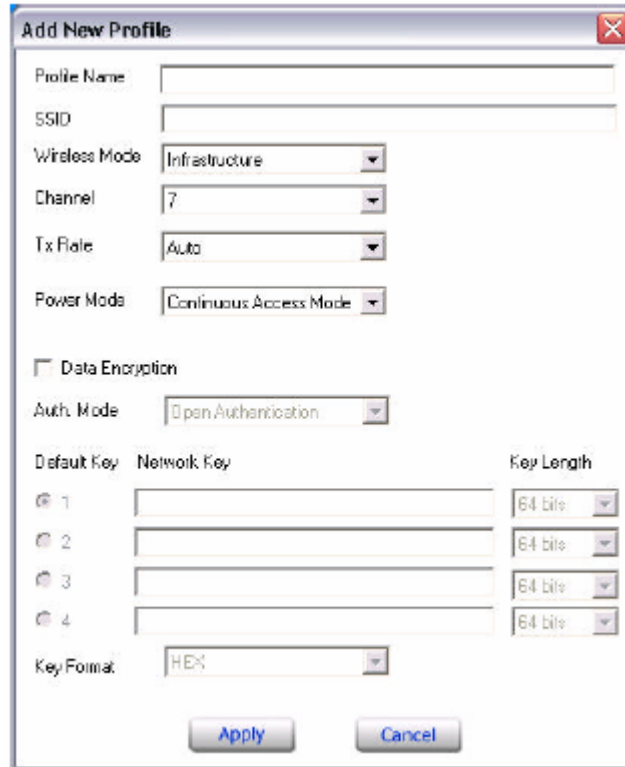 Add New Profile
Profile Name
SSID
Wireless Mode Infrastructure
Channel 7
Tx Rate Auto
Power Mode Continuous Access Mode
Data Encryption
Auth. Mode Open Authentication
Default Key Network Key Key Length
1 64 bits
2 64 bits
3 64 bits
4 64 bits
Key Format HEX
Apply Cancel